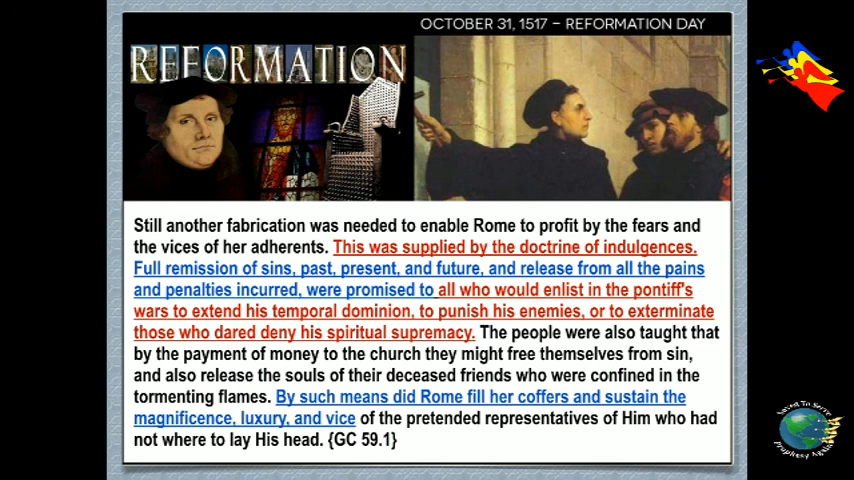 OCTOBER 31, 1517 – REFORMATION DAY
REFORMATION
Still another fabrication was needed to enable Rome to profit by the fears and
the vices of her adherents. This was supplied by the doctrine of indulgences.
Full remission of sins, past, present, and future, and release from all the pains
and penalties incurred, were promised to all who would enlist in the pontiff's
wars to extend his temporal dominion, to punish his enemies, or to exterminate
those who dared deny his spiritual supremacy. The people were also taught that
by the payment of money to the church they might free themselves from sin,
and also release the souls of their deceased friends who were confined in the
tormenting flames. By such means did Rome fill her coffers and sustain the
magnificence, luxury, and vice of the pretended representatives of Him who had
not where to lay His head. {GC 59.1}
To Serve
Prophesy Again